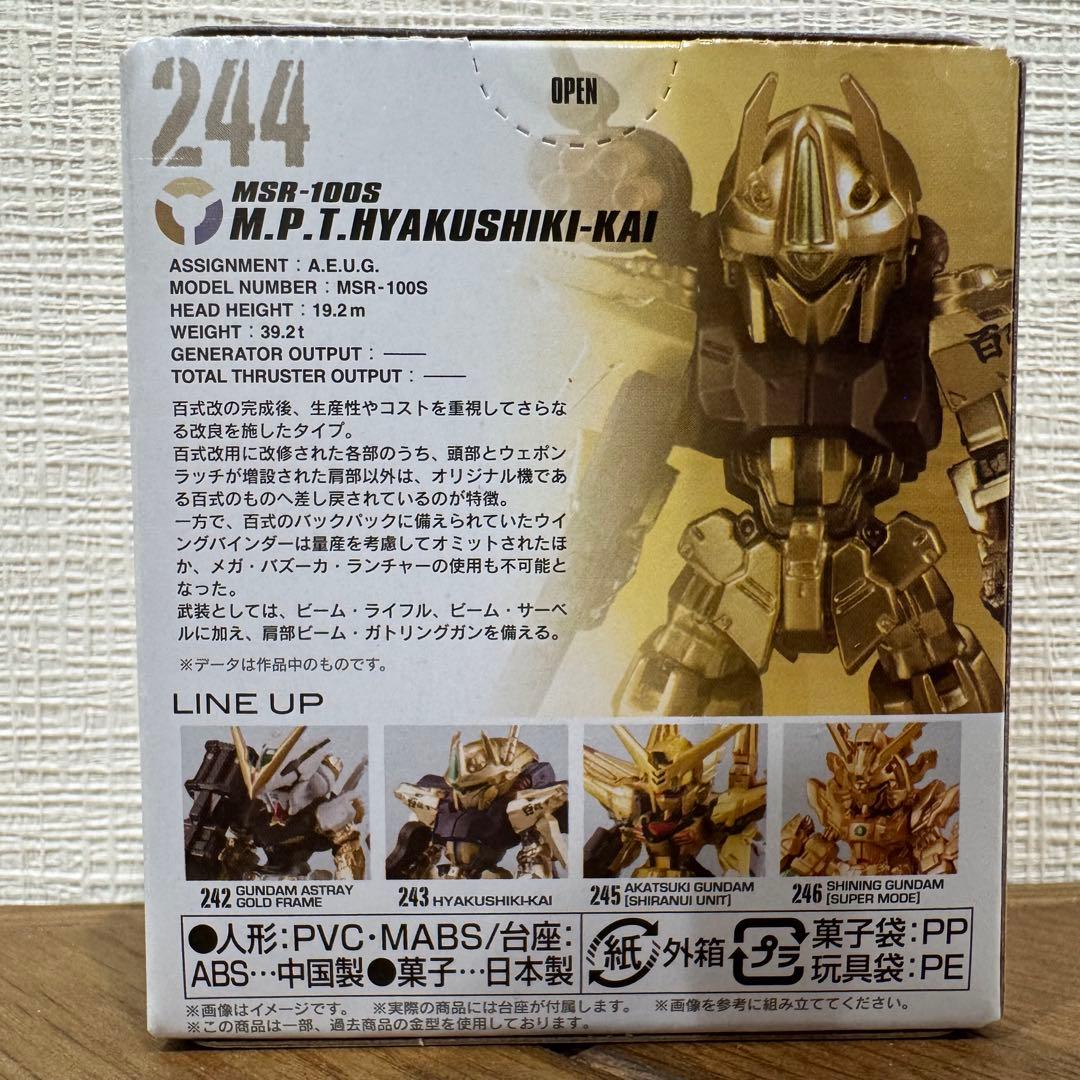 244
OPEN
MSR-100S
M.P.T.HYAKUSHIKI-KAI
ASSIGNMENT : A.E.U.G.
MODEL NUMBER : MSR-100S
HEAD HEIGHT : 19.2m
WEIGHT : 39.2t
GENERATOR OUTPUT : ——
TOTAL THRUSTER OUTPUT : ——
百式改の完成後、生産性やコストを重視してさらな
る改良を施したタイプ。
百式改用に改修された各部のうち、頭部とウェポン
ラッチが増設された肩部以外は、オリジナル機であ
る百式のものへ差し戻されているのが特徴。
一方で、百式のバックパックに備えられていたウイ
ングバインダーは量産を考慮してオミットされたほ
か、メガ・バズーカ・ランチャーの使用も不可能と
なった。
武装としては、ビーム・ライフル、ビーム・サーベ
ルに加え、肩部ビーム・ガトリングガンを備える。
※データは作品中のものです。
百
LINE UP
242 GUNDAM ASTRAY
GOLD FRAME
243 HYAKUSHIKI-KAI
245 AKATSUKI GUNDAM
[SHIRANUI UNIT]
246 SHINING GUNDAM
[SUPER MODE]
●人形:PVC・MABS/台座:
ABS…中国製●菓子…日本製
紙 外箱
プラ 菓子袋:PP
玩具袋:PE
※画像はイメージです。 ※実際の商品には台座が付属します。 ※画像を参考に組み立ててください。
※この商品は一部、過去商品の金型を使用しております。